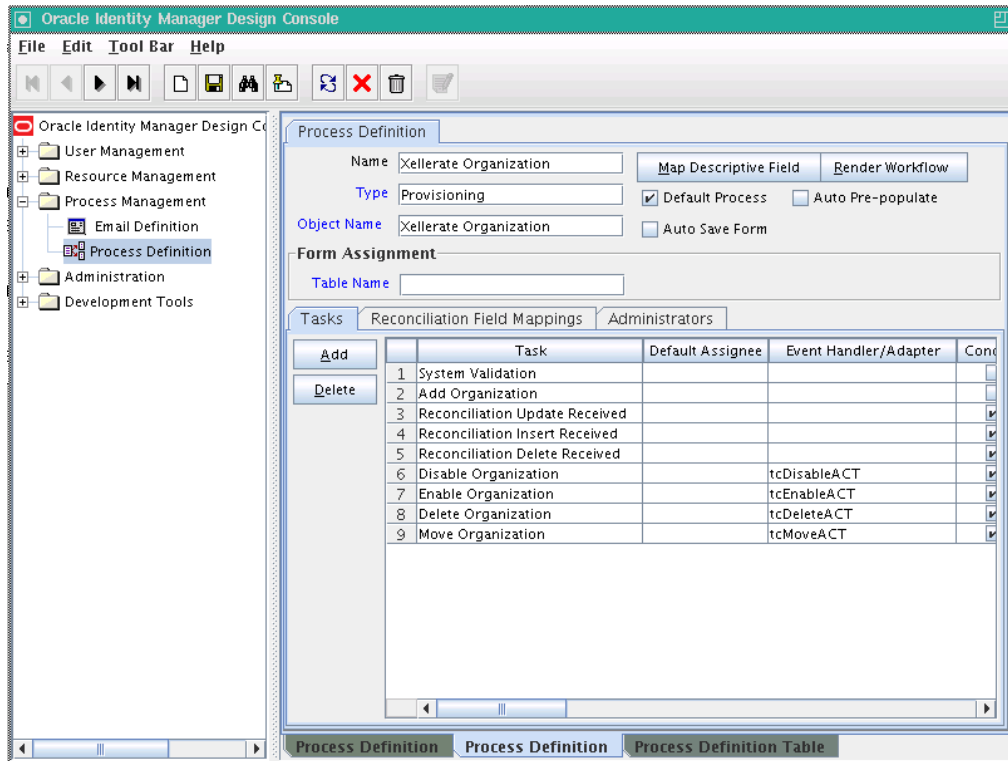 Oracle Identity Manager Design Console
File Edit Tool Bar Help
Oracle Identity Manager Design Co
User Management
Resource Management
Process Management
Email Definition
Process Definition
Administration
Development Tools
Process Definition
Name Xellerate Organization
Map Descriptive Field Render Workflow
Type Provisioning
Default Process Auto Pre-populate
Object Name Xellerate Organization
Auto Save Form
Form Assignment
Table Name
Tasks Reconciliation Field Mappings Administrators
Add
Delete
Task Default Assignee Event Handler/Adapter Cond
1 System Validation
2 Add Organization
3 Reconciliation Update Received
4 Reconciliation Insert Received
5 Reconciliation Delete Received
6 Disable Organization tcDisableACT
7 Enable Organization tcEnableACT
8 Delete Organization tcDeleteACT
9 Move Organization tcMoveACT
Process Definition Process Definition Process Definition Table